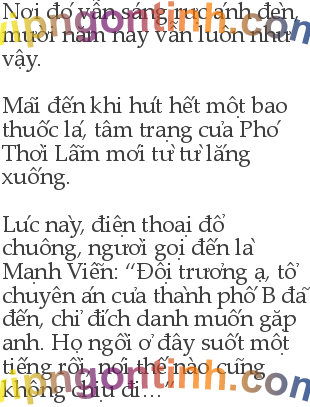 Nơi đó vẫn sáng rực ánh đèn,
mười năm nay vẫn luôn như
vậy.
Mãi đến khi hút hết một bao
thuốc lá, tâm trạng của Phó
Thời Lẫm mới từ từ lắng
xuống.
Lúc này, điện thoại đổ
chuông, người gọi đến là
Mạnh Viễn: “Đội trưởng ạ, tổ
chuyên án của thành phố B đã
đến, chỉ đích danh muốn gặp
anh. Họ ngồi ở đây suốt một
tiếng rồi, nói thế nào cũng
không chịu đi...“
vipngontinh.com
vipngontinh.com